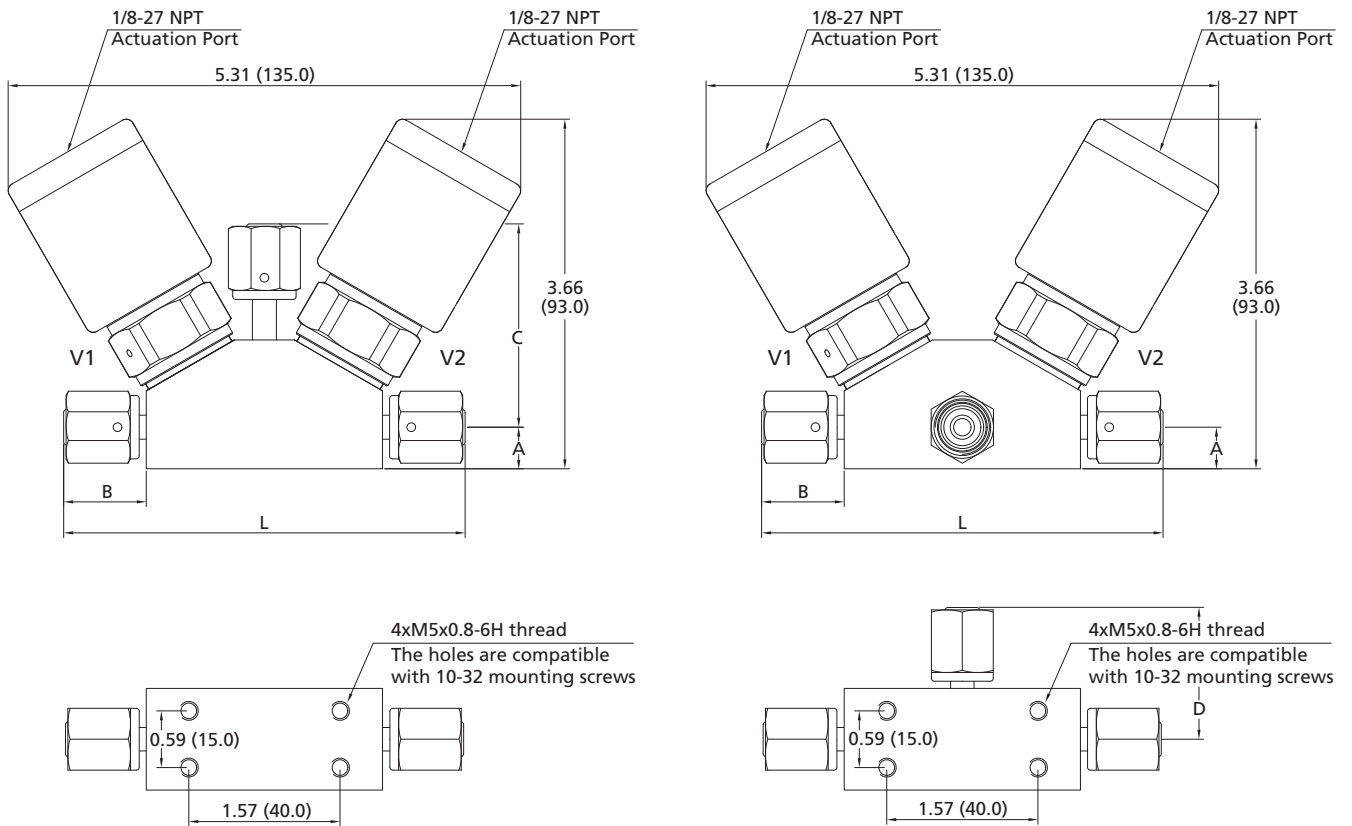 1/8-27 NPT
Actuation Port
1/8-27 NPT
Actuation Port
5.31 (135.0)
3.66
(93.0)
C
V1
V2
A
B
L
1/8-27 NPT
Actuation Port
1/8-27 NPT
Actuation Port
5.31 (135.0)
3.66
(93.0)
V1
V2
A
B
L
4xM5x0.8-6H thread
The holes are compatible
with 10-32 mounting screws
0.59 (15.0)
1.57 (40.0)
4xM5x0.8-6H thread
The holes are compatible
with 10-32 mounting screws
D
0.59 (15.0)
1.57 (40.0)